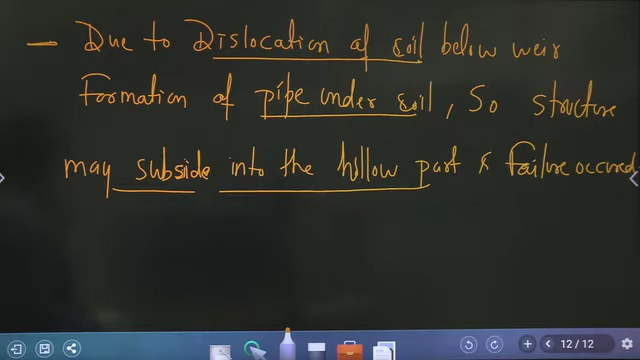 — Due to Dislocation of soil below weir
Formation of pipe under soil, So structure
may subside into the hollow part & Failure occured
12/12